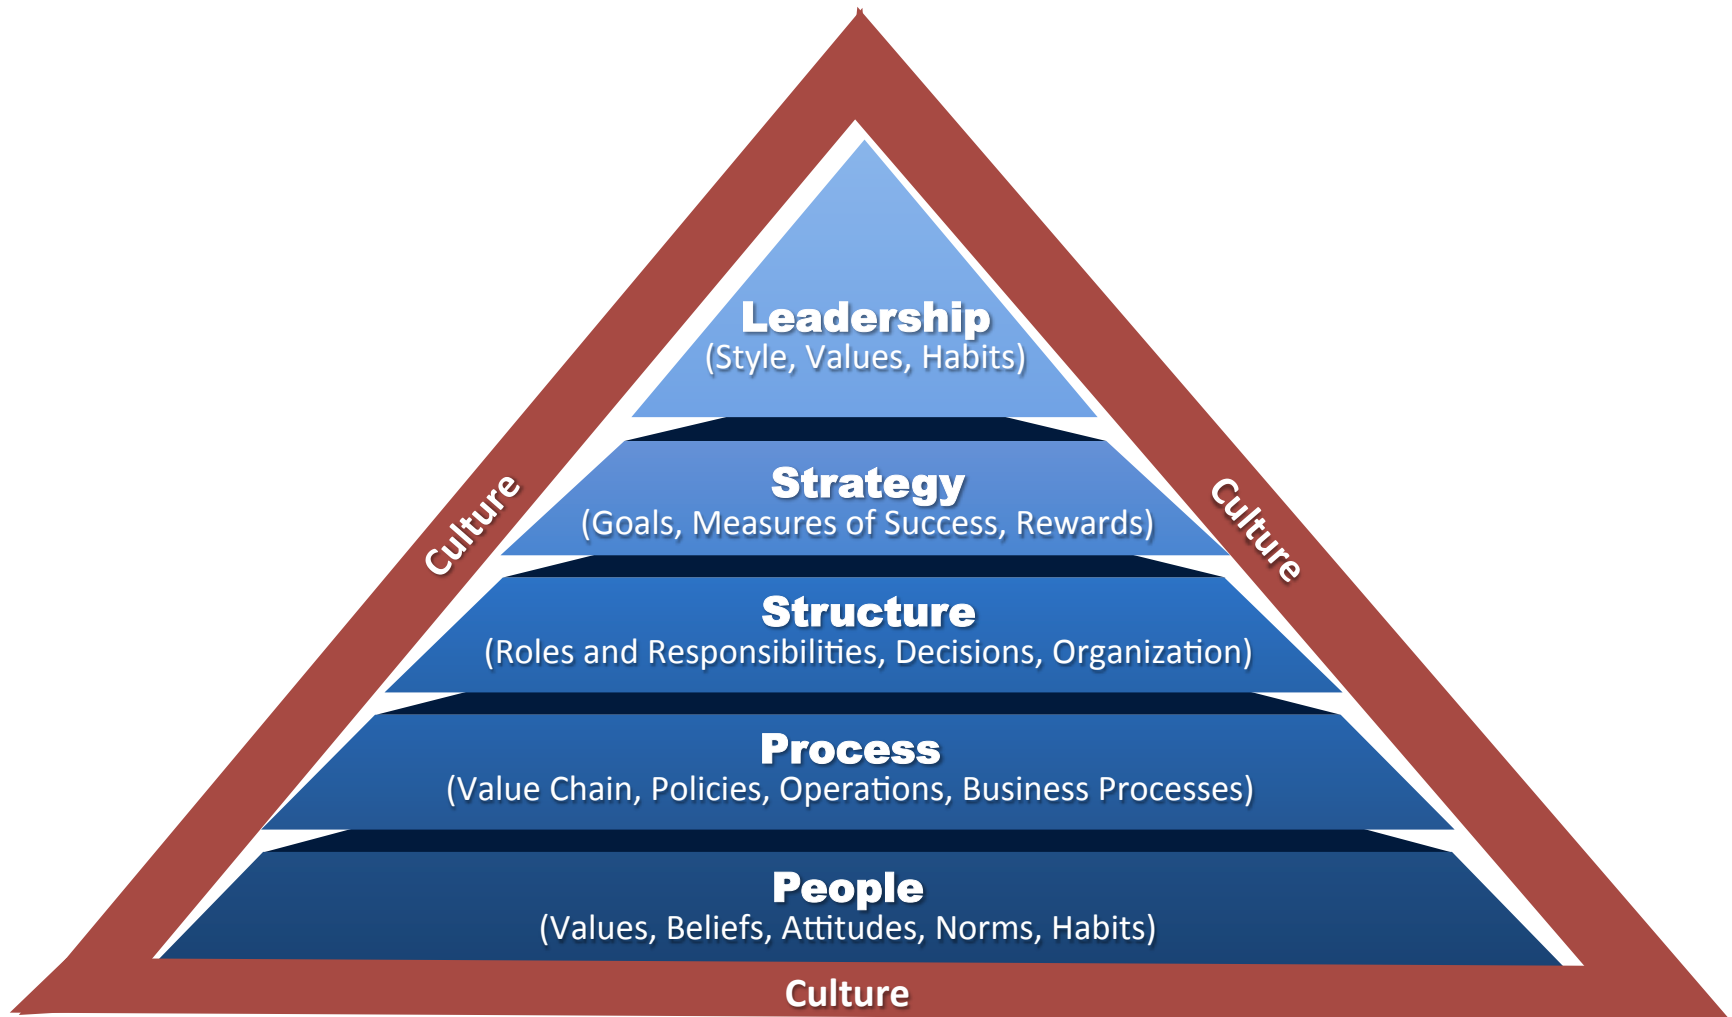 Leadership
(Style, Values, Habits)
Strategy
(Goals, Measures of Success, Rewards)
Culture
Culture
Structure
(Roles and Responsibilities, Decisions, Organization)
Process
(Value Chain, Policies, Operations, Business Processes)
People
(Values, Beliefs, Attitudes, Norms, Habits)
Culture